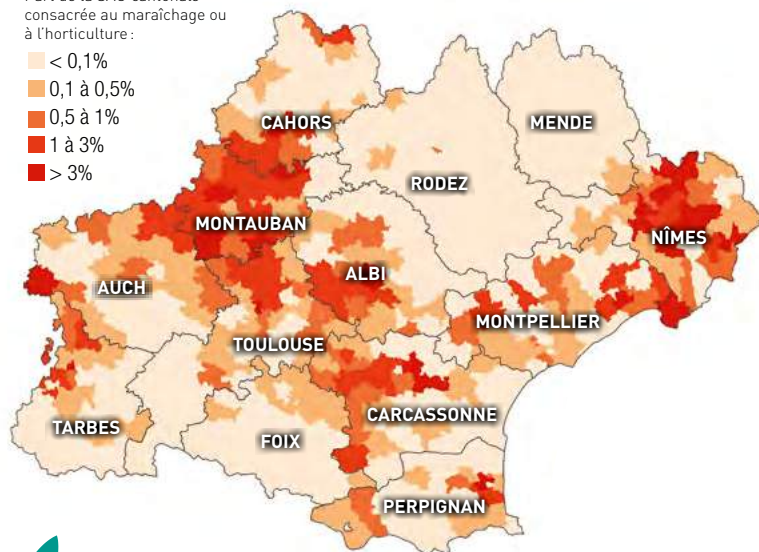 consacrée au maraîchage ou
à l'horticulture :
< 0,1%
0,1 à 0,5%
0,5 à 1%
1 à 3%
> 3%
CAHORS
MENDE
RODEZ
MONTAUBAN
NÎMES
ALBI
AUCH
MONTPELLIER
TOULOUSE
CARCASSONNE
TARBES
FOIX
PERPIGNAN